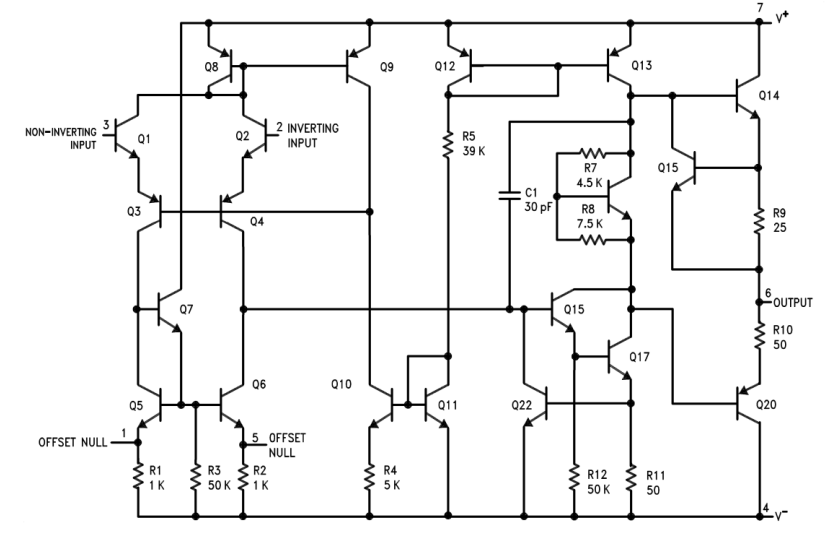 7
V+
Q8
Q9
Q12
Q13
Q14
3
NON-INVERTING
INPUT
Q1
Q2
2 INVERTING
INPUT
R5
39 K
R7
4.5 K
Q15
C1
30 pF
R8
7.5 K
Q3
Q4
R9
25
Q7
Q15
6
OUTPUT
R10
50
Q5
Q6
Q10
Q11
Q17
Q22
Q20
OFFSET NULL
1
5
OFFSET
NULL
R1
1 K
R3
50 K
R2
1 K
R4
5 K
R12
50 K
R11
50
4
V-